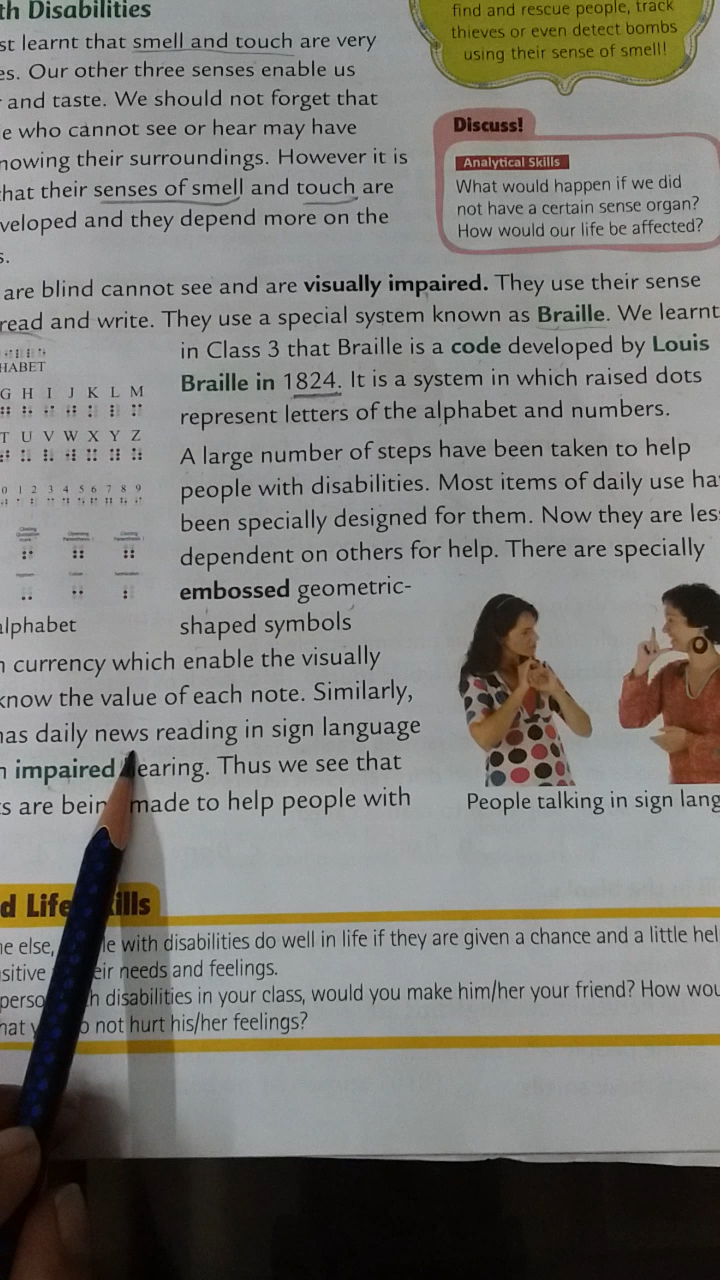 th Disabilities
st learnt that smell and touch are very
es. Our other three senses enable us
and taste. We should not forget that
e who cannot see or hear may have
nowing their surroundings. However it is
hat their senses of smell and touch are
veloped and they depend more on the
s.
find and rescue people, track
thieves or even detect bombs
using their sense of smell!
Discuss!
Analytical Skills
What would happen if we did
not have a certain sense organ?
How would our life be affected?
are blind cannot see and are visually impaired. They use their sense
read and write. They use a special system known as Braille. We learnt
in Class 3 that Braille is a code developed by Louis
Braille in 1824. It is a system in which raised dots
represent letters of the alphabet and numbers.
A large number of steps have been taken to help
people with disabilities. Most items of daily use ha
been specially designed for them. Now they are les
dependent on others for help. There are specially
embossed geometric-
shaped symbols
HABET
G H I J K L M
T U V W X Y Z
0 1 2 3 4 5 6 7 8 9
alphabet
n currency which enable the visually
know the value of each note. Similarly,
has daily news reading in sign language
n impaired earing. Thus we see that
s are bein made to help people with
People talking in sign lang
d Life ills
ne else, le with disabilities do well in life if they are given a chance and a little hel
sitive eir needs and feelings.
perso h disabilities in your class, would you make him/her your friend? How wou
hat y o not hurt his/her feelings?